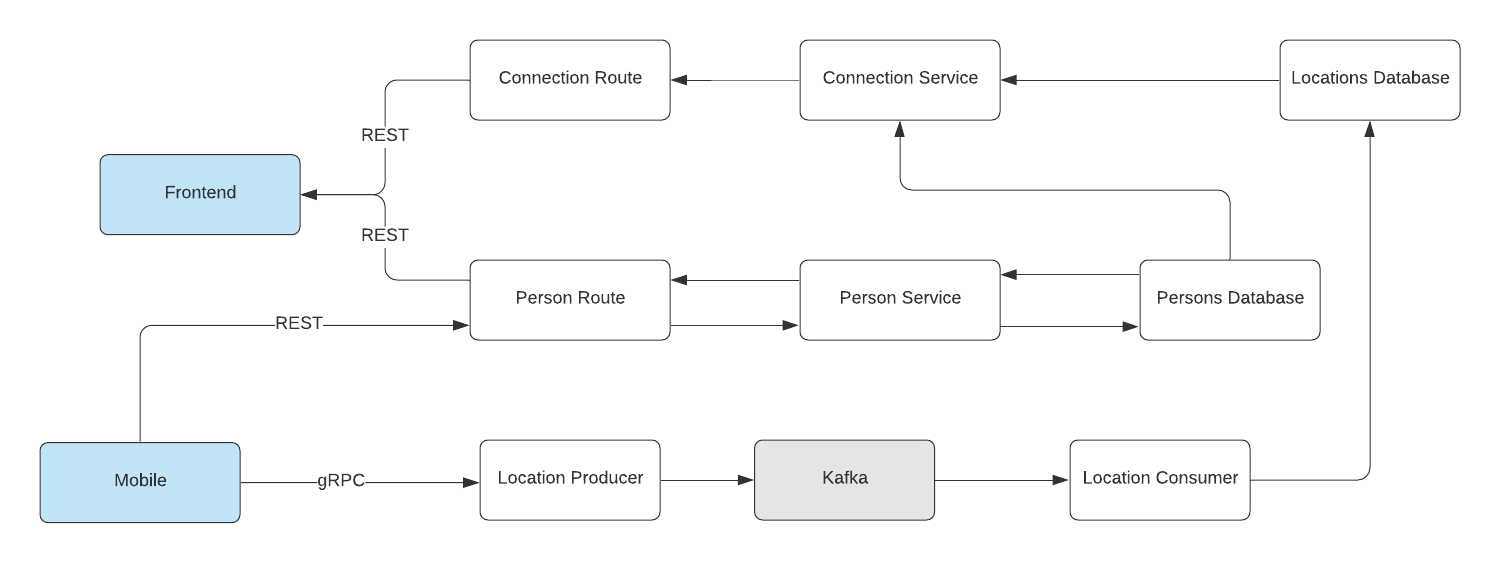 Connection Route
Connection Service
Locations Database
REST
Frontend
REST
Person Route
Person Service
Persons Database
REST
Mobile
gRPC
Location Producer
Kafka
Location Consumer